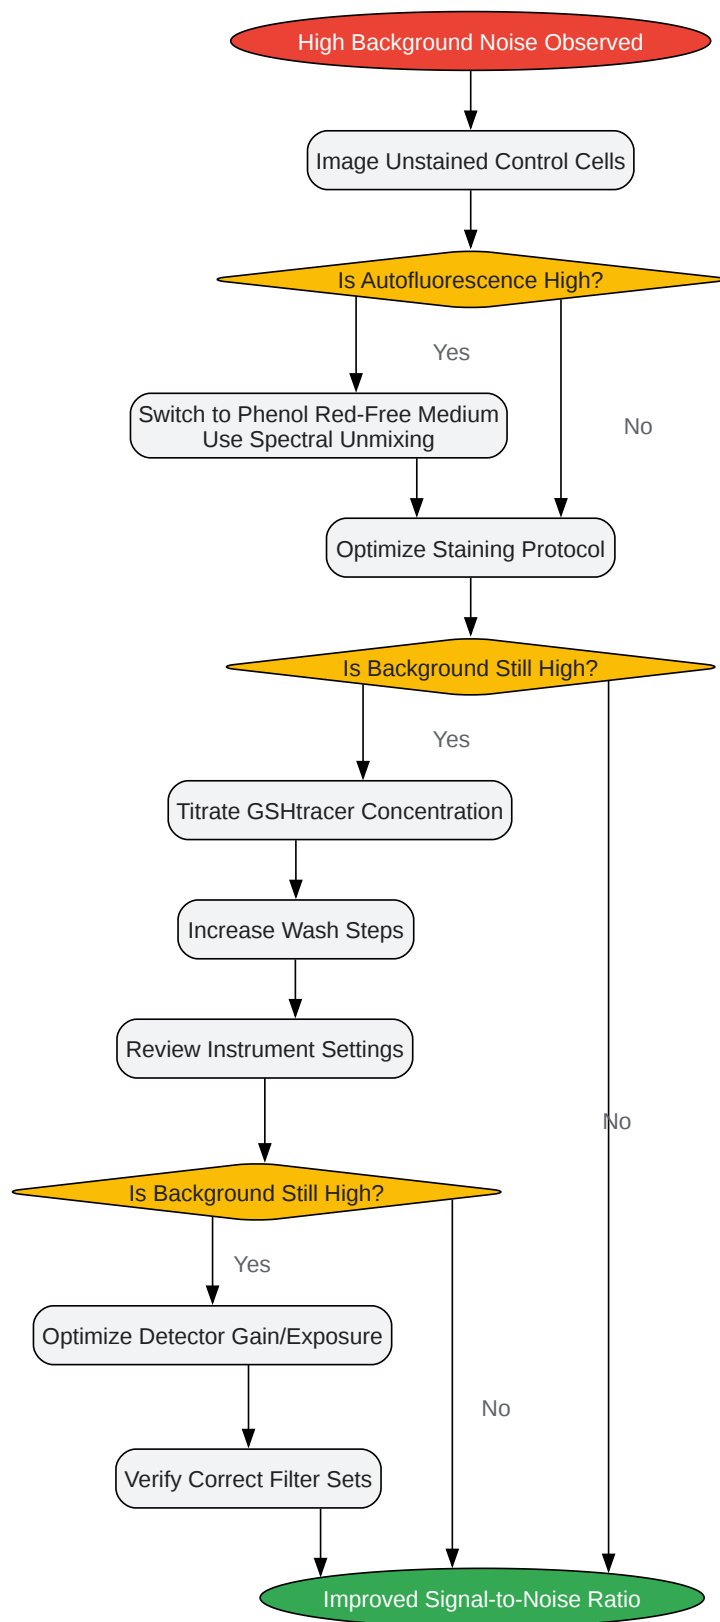 High Background Noise Observed
Image Unstained Control Cells
Is Autofluorescence High?
Yes
Switch to Phenol Red-Free Medium
Use Spectral Unmixing
No
Optimize Staining Protocol
Is Background Still High?
Yes
Titrate GSHtracer Concentration
Increase Wash Steps
Review Instrument Settings
No
Is Background Still High?
Yes
Optimize Detector Gain/Exposure
No
Verify Correct Filter Sets
Improved Signal-to-Noise Ratio